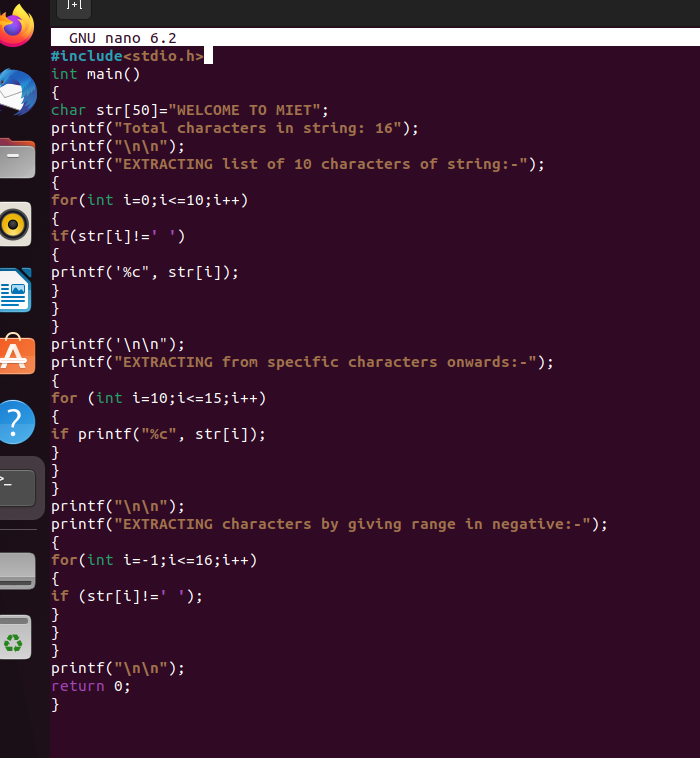 GNU nano 6.2
#include<stdio.h>
int main()
{
char str[50]="WELCOME TO MIET";
printf("Total characters in string: 16");
printf("\n\n");
printf("EXTRACTING list of 10 characters of string:-");
{
for(int i=0;i<=10;i++)
{
if(str[i]!=' ')
{
printf('%c", str[i]);
}
}
}
printf('\n\n");
printf("EXTRACTING from specific characters onwards:-");
{
for (int i=10;i<=15;i++)
{
if printf("%c", str[i]);
}
}
}
printf("\n\n");
printf("EXTRACTING characters by giving range in negative:-");
{
for(int i=-1;i<=16;i++)
{
if (str[i]!=' ');
}
}
}
printf("\n\n");
return 0;
}